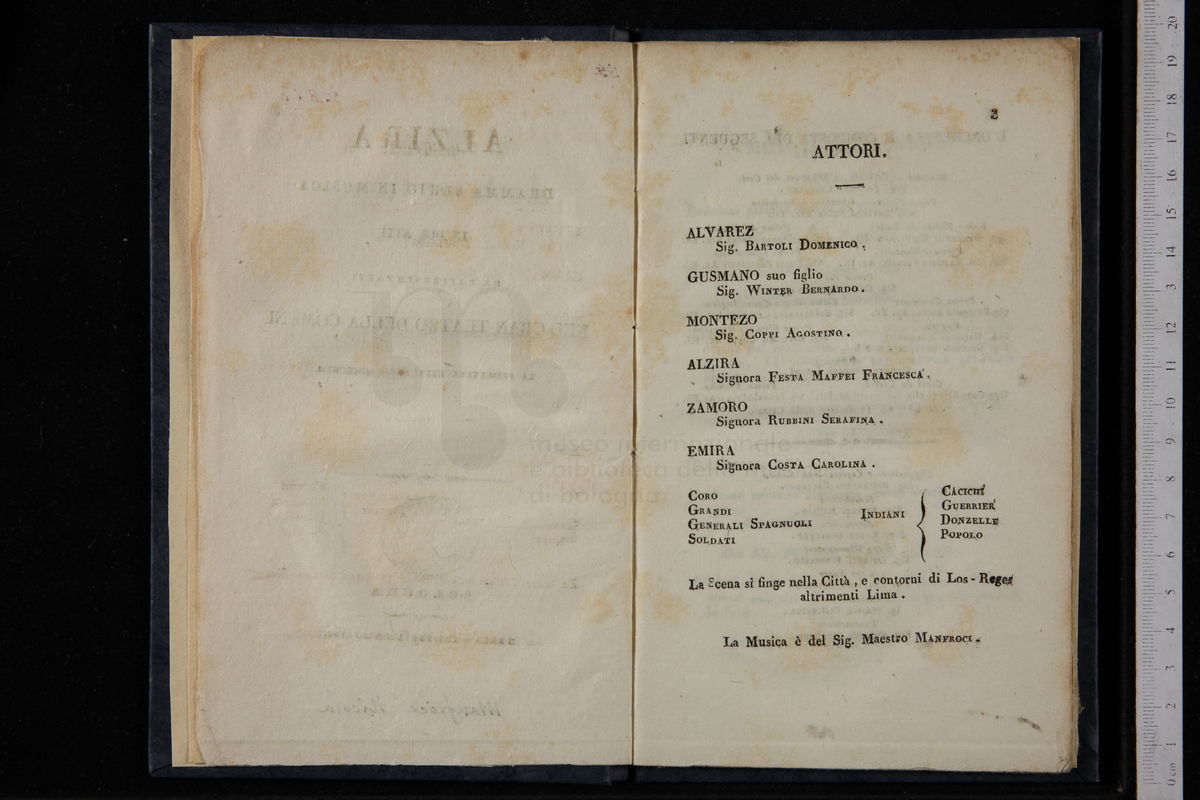 3
ATTORI.
ALVAREZ
Sig. BARTOLI DOMENICO.
GUSMANO suo figlio
Sig. WINTER BERNARDO.
MONTEZO
Sig. COPPI AGOSTINO.
ALZIRA
Signora FESTA MAFFEI FRANCESCA.
ZAMORO
Signora RUBBINI SERAFINA.
EMIRA
Signora COSTA CAROLINA.
CORO
GRANDI
GENERALI SPAGNUOLI
SOLDATI
INDIANI
CACICHI
GUERRIERI
DONZELLE
POPOLO
La Scena si finge nella Città, e contorni di Los-Reges
altrimenti Lima.
La Musica è del Sig. Maestro MANFROCI.
museo internazionale
e biblioteca della musica
di bologna